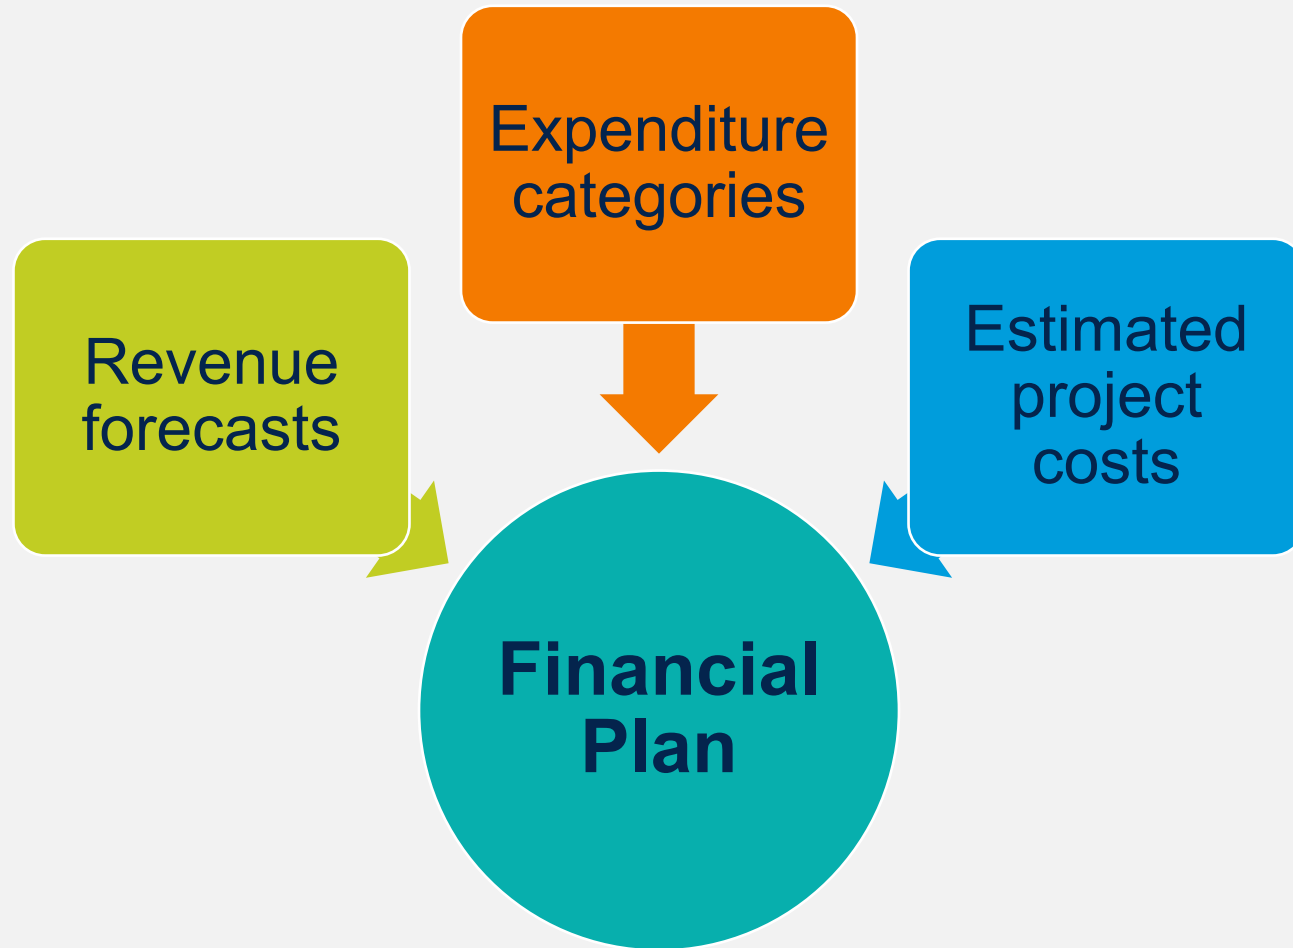 Expenditure
categories
Revenue
forecasts
Estimated
project
costs
Financial
Plan